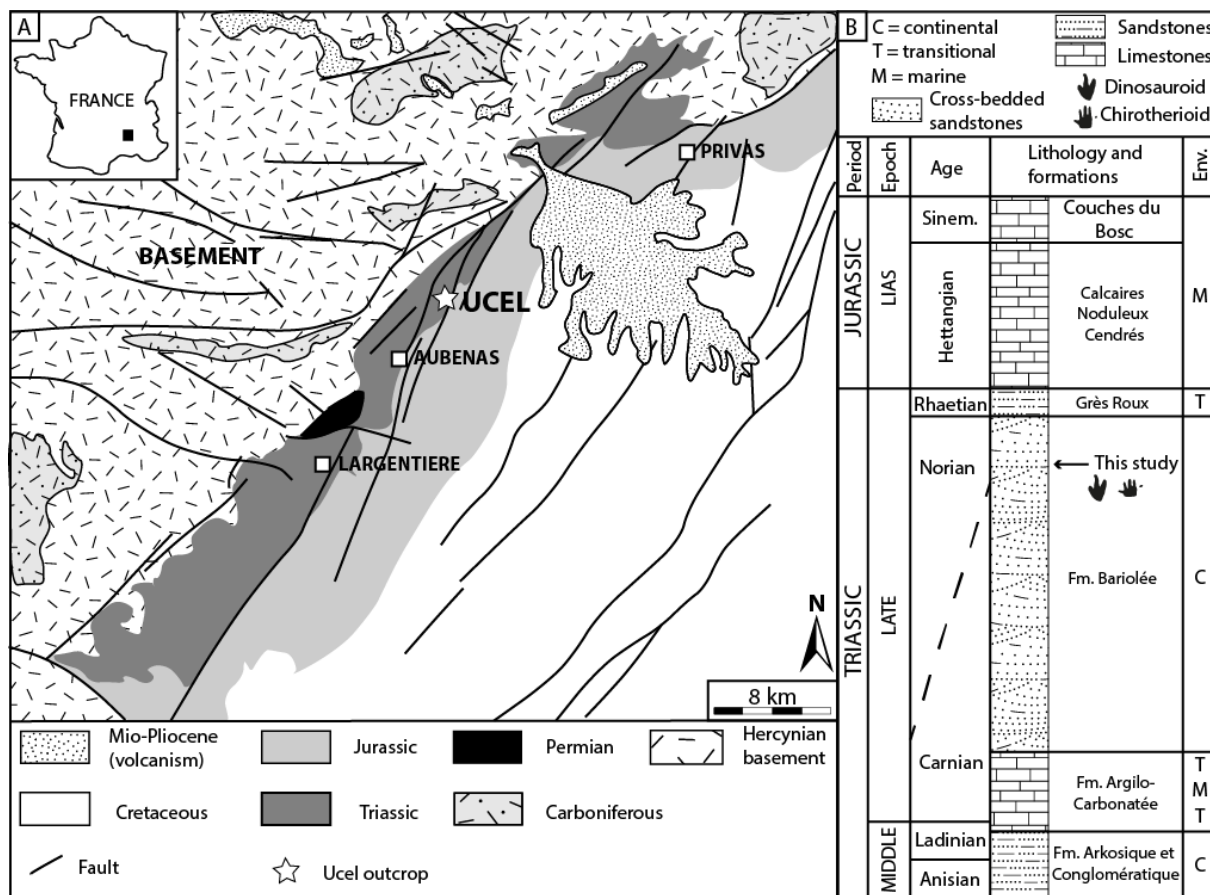 A
FRANCE
BASEMENT
PRIVAS
UCEL
AUBENAS
LARGENTIERE
N
8 km
Mio-Pliocene
(volcanism)
Jurassic
Permian
Hercynian
basement
Cretaceous
Triassic
Carboniferous
Fault
Ucel outcrop
B
C = continental
T = transitional
M = marine
Cross-bedded
sandstones
Sandstones
Limestones
Dinosauroid
Chirotherioid
Period
Epoch
Age
Lithology and
formations
Env.
JURASSIC
LIAS
Sinem.
Couches du
Bosc
Hettangian
Calcaires
Noduleux
Cendrés
M
TRIASSIC
LATE
Rhaetian
Grès Roux
T
Norian
This study
Fm. Bariolée
C
Carnian
Fm. Argilo-
Carbonatée
T
M
T
MIDDLE
Ladinian
Anisian
Fm. Arkosique et
Conglomératique
C